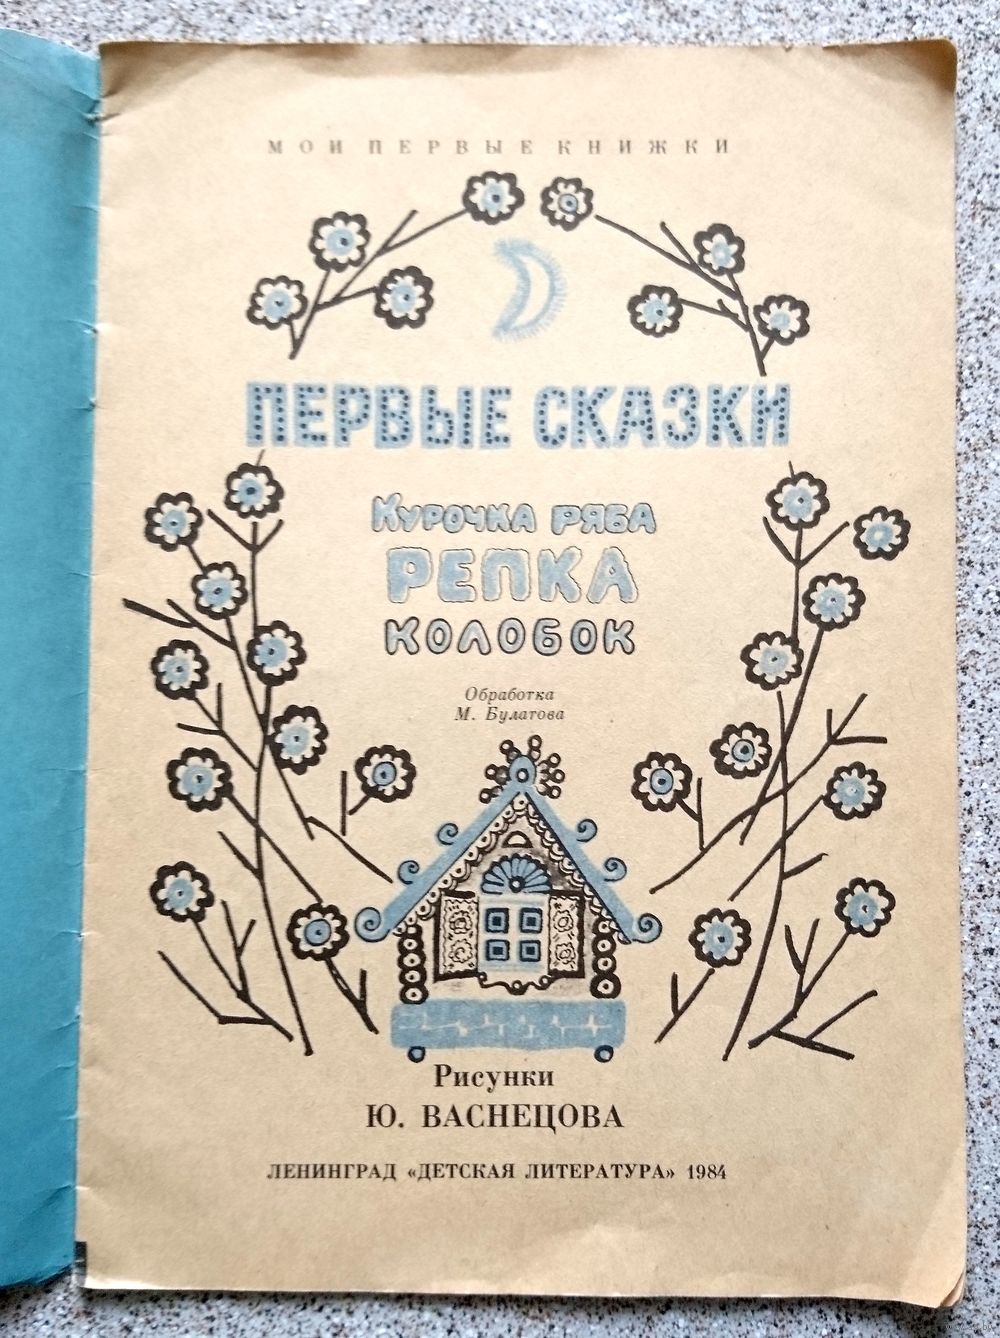 МОИ ПЕРВЫЕ КНИЖКИ
ПЕРВЫЕ СКАЗКИ
КУРОЧКА РЯБА
РЕПКА
КОЛОБОК
Обработка
М. Булатова
Рисунки
Ю. ВАСНЕЦОВА
ЛЕНИНГРАД «ДЕТСКАЯ ЛИТЕРАТУРА» 1984